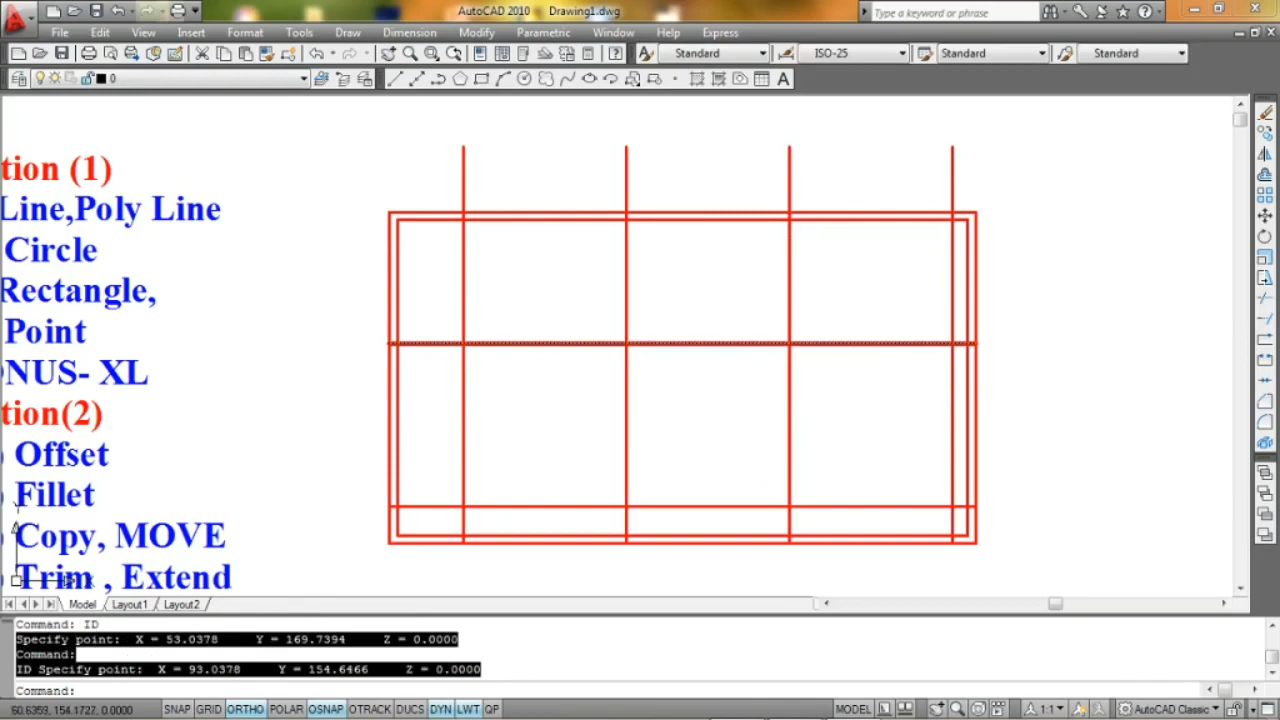 AutoCAD 2010 Drawing1.dwg
Type a keyword or phrase
File Edit View Insert Format Tools Draw Dimension Modify Parametric Window Help Express
Standard ISO-25 Standard Standard
0
tion (1)
Line,Poly Line
Circle
Rectangle,
Point
NUS- XL
tion(2)
Offset
Fillet
Copy, MOVE
Trim , Extend
Model Layout1 Layout2
Command: ID
Specify point: X = 53.0378 Y = 169.7394 Z = 0.0000
Command:
ID Specify point: X = 93.0378 Y = 154.6466 Z = 0.0000
Command:
60.6393, 154.1727, 0.0000 SNAP GRID ORTHO POLAR OSNAP OTRACK DUCS DYN LWT QP MODEL 1:1 AutoCAD Classic